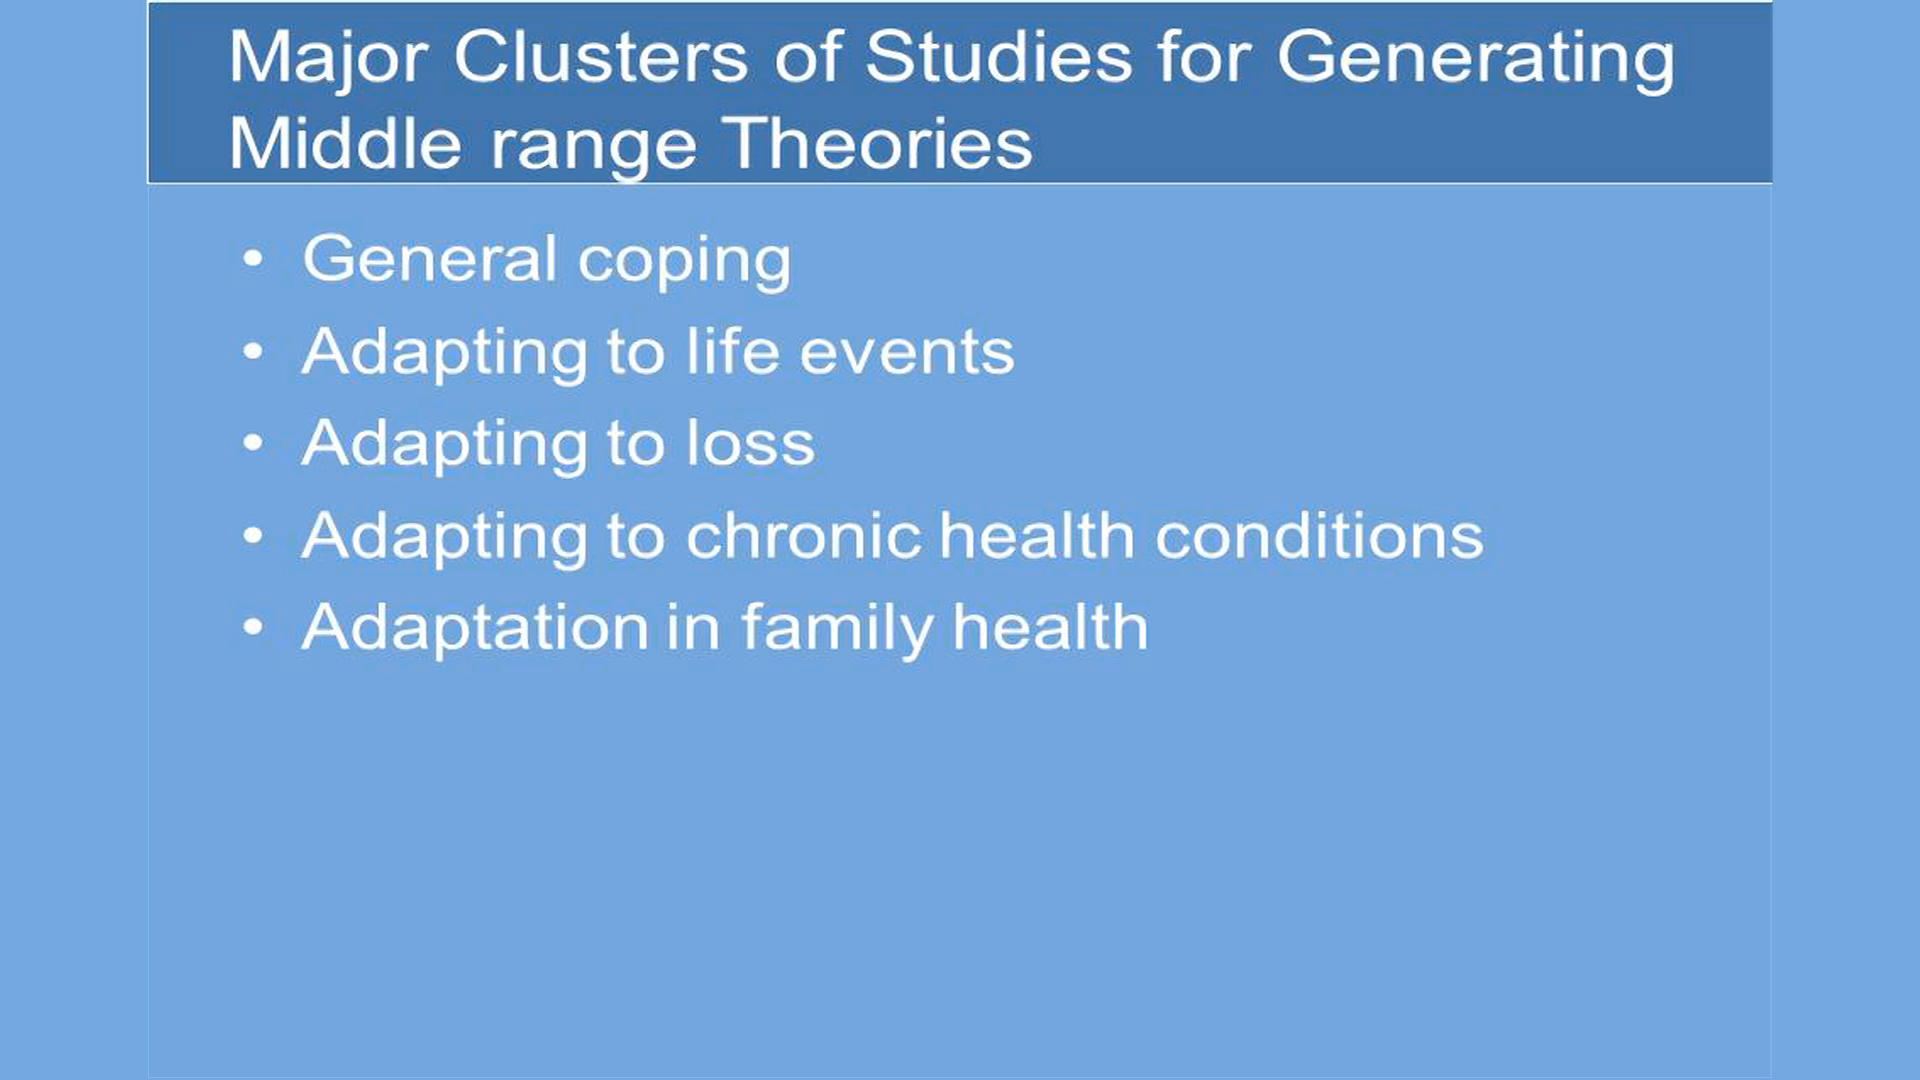 Major Clusters of Studies for Generating
Middle range Theories
• General coping
• Adapting to life events
• Adapting to loss
• Adapting to chronic health conditions
• Adaptation in family health